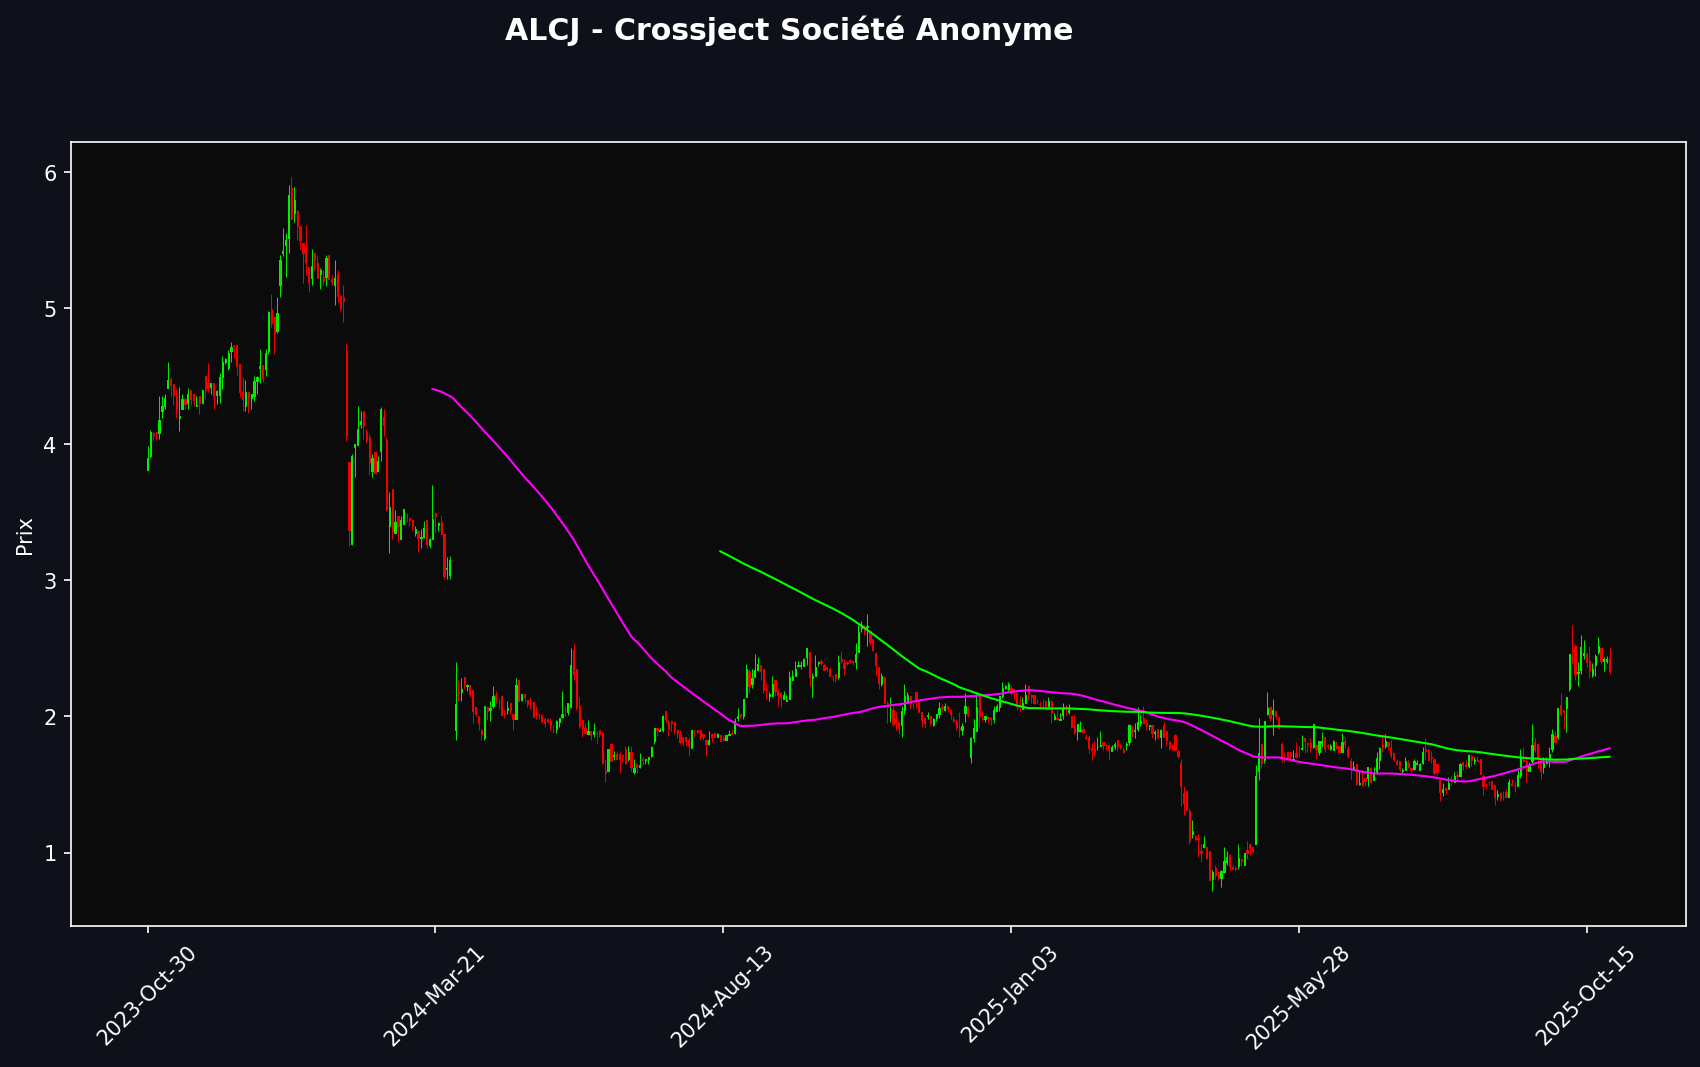 ALCJ - Crossject Société Anonyme
Prix
6
5
4
3
2
1
2023-Oct-30
2024-Mar-21
2024-Aug-13
2025-Jan-03
2025-May-28
2025-Oct-15